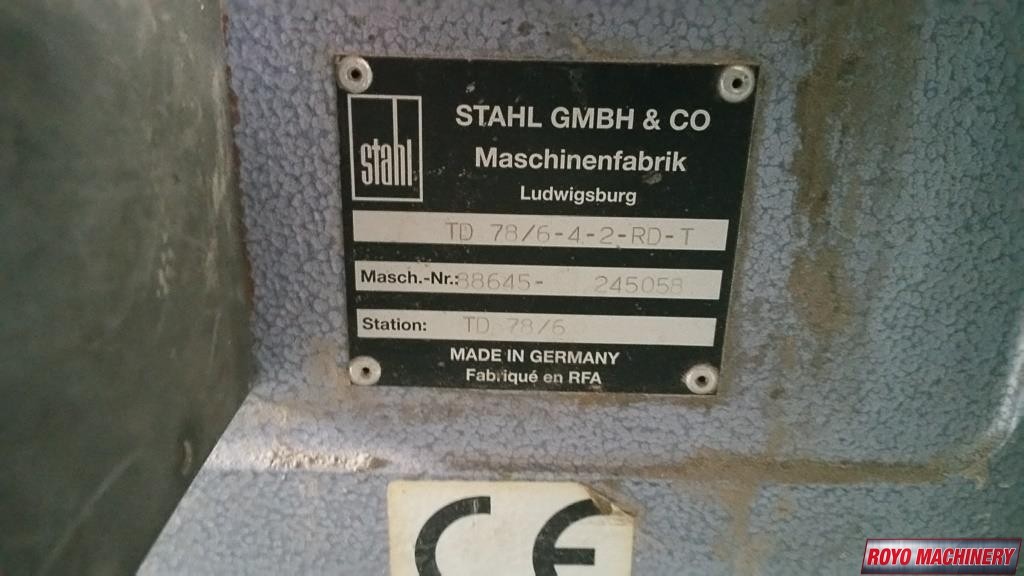 stahl
STAHL GMBH & CO
Maschinenfabrik
Ludwigsburg
TD 78/6-4-2-RD-T
Masch.-Nr.: 88645- 245058
Station: TD 78/6
MADE IN GERMANY
Fabriqué en RFA
CE
ROYO MACHINERY